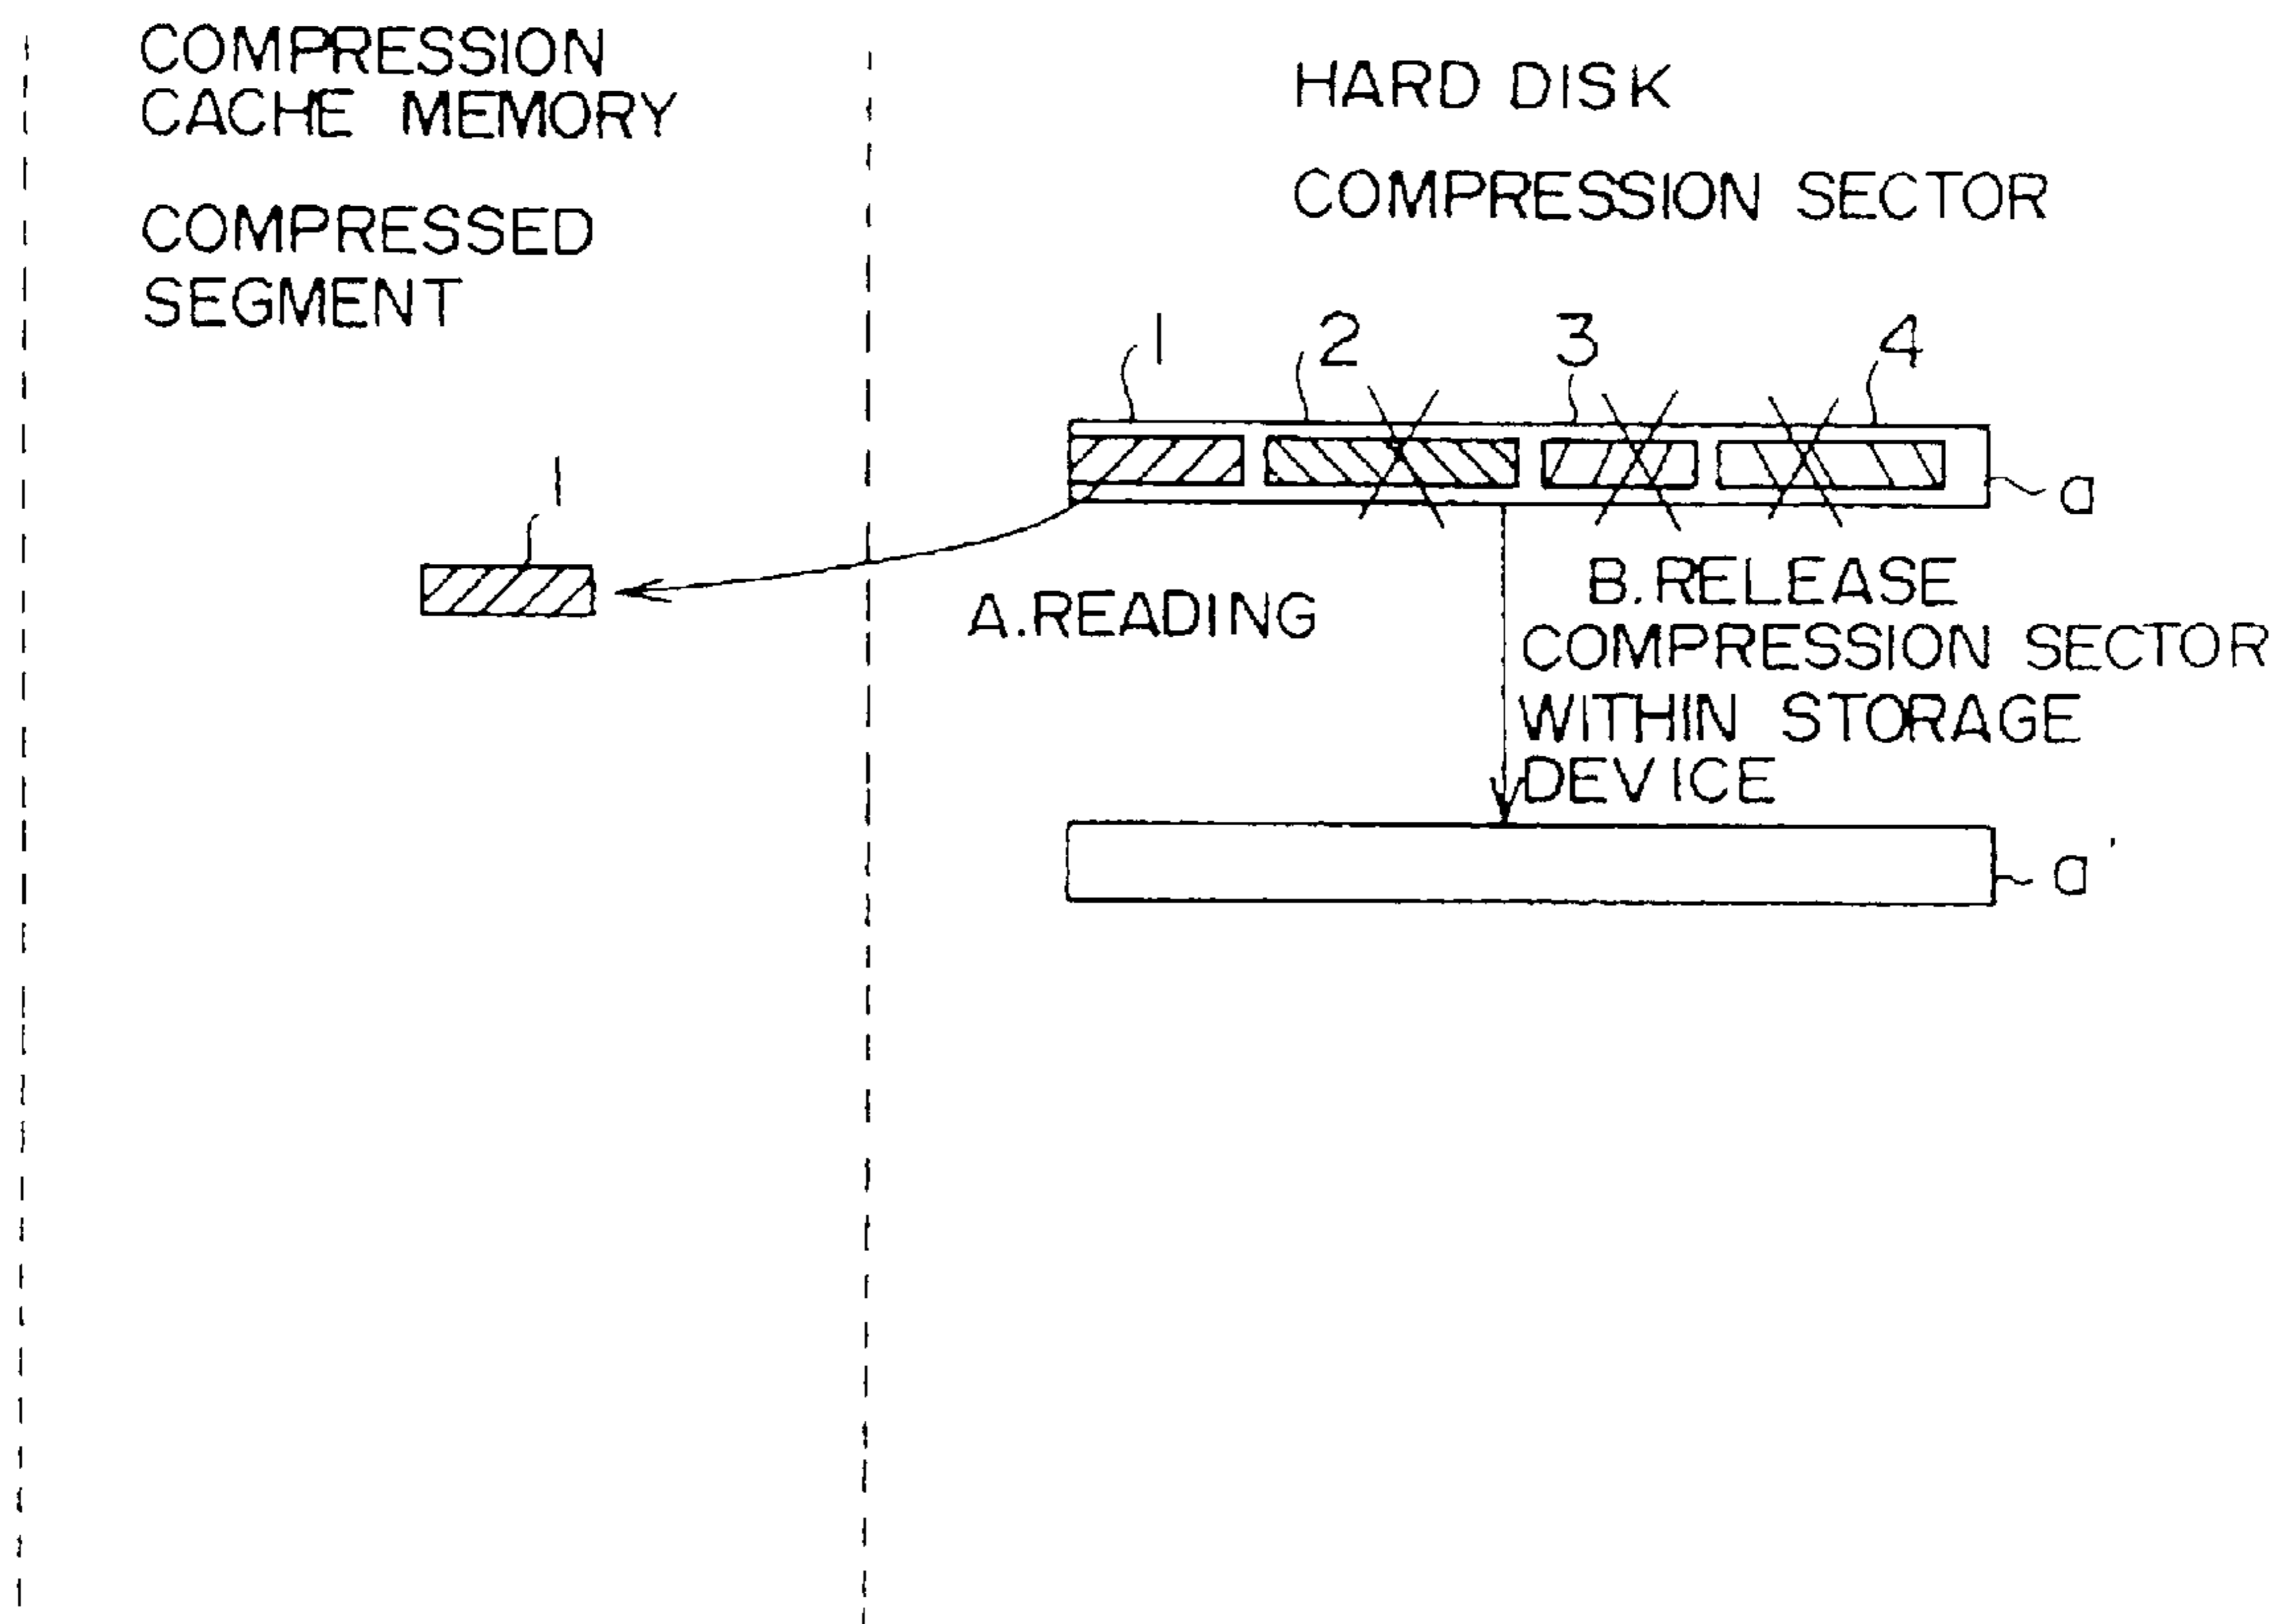 COMPRESSION
CACHE MEMORY
COMPRESSED
SEGMENT
1
HARD DISK
COMPRESSION SECTOR
1 2 3 4
a
A.READING
B.RELEASE
COMPRESSION SECTOR
WITHIN STORAGE
DEVICE
a'